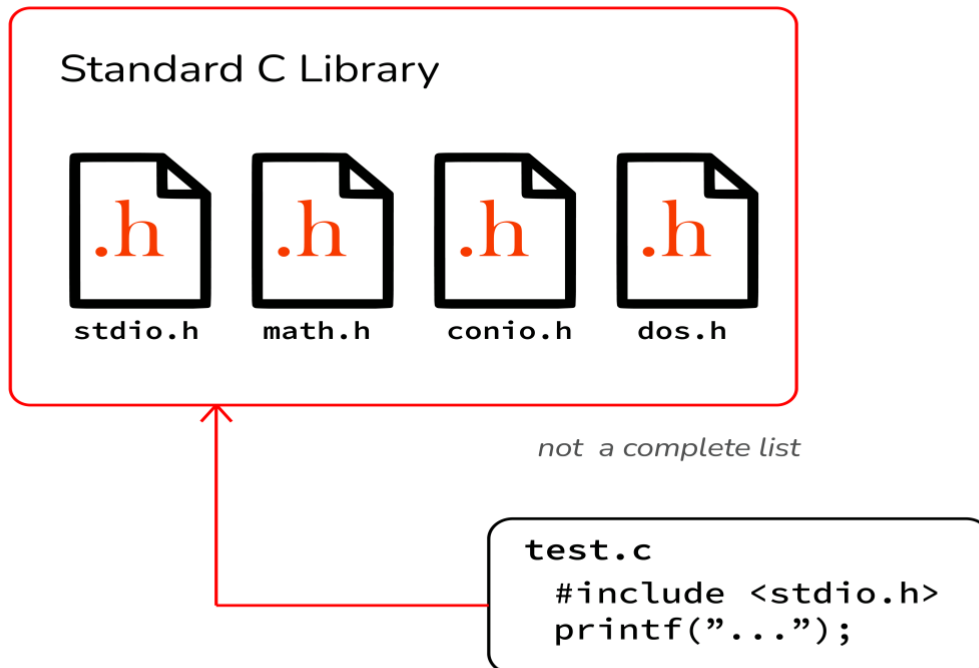 Standard C Library
.h .h .h .h
stdio.h math.h conio.h dos.h
not a complete list
test.c
#include <stdio.h>
printf(”...”);